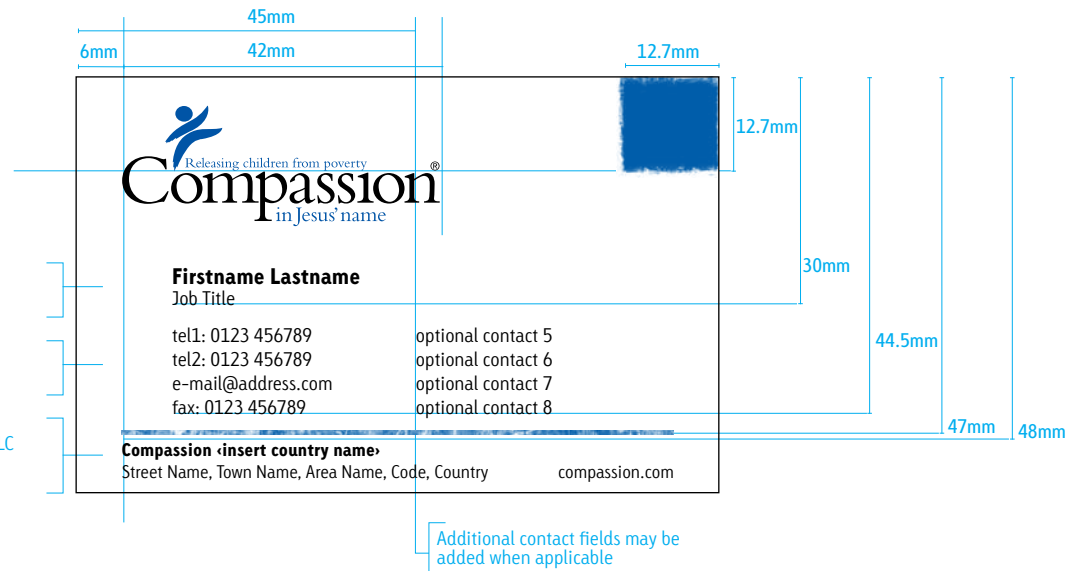 45mm
6mm
42mm
12.7mm
12.7mm
Releasing children from poverty
Compassion®
in Jesus' name
30mm
Firstname Lastname
Job Title
tel1: 0123 456789
optional contact 5
44.5mm
tel2: 0123 456789
optional contact 6
e-mail@address.com
optional contact 7
fax: 0123 456789
optional contact 8
47mm
48mm
LC
Compassion ‹insert country name›
Street Name, Town Name, Area Name, Code, Country
compassion.com
Additional contact fields may be
added when applicable